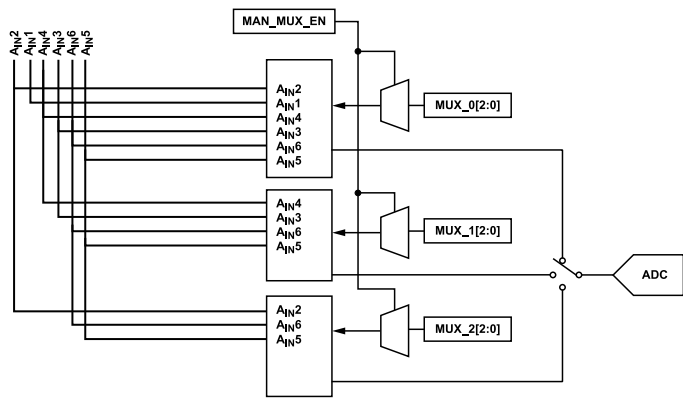 MAN_MUX_EN
AIN2
AIN1
AIN4
AIN3
AIN6
AIN5
AIN2
AIN1
AIN4
AIN3
AIN6
AIN5
MUX_0[2:0]
AIN4
AIN3
AIN6
AIN5
MUX_1[2:0]
ADC
AIN2
AIN6
AIN5
MUX_2[2:0]